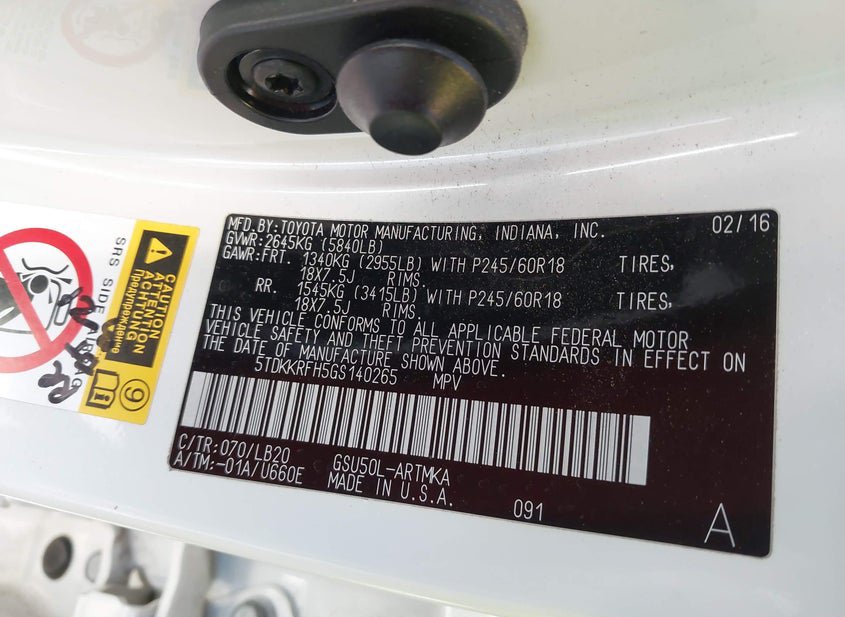 MFD.BY:TOYOTA MOTOR MANUFACTURING, INDIANA, INC. 02/16
GVWR:2645KG (5840LB)
GAWR:FRT. 1340KG (2955LB) WITH P245/60R18 TIRES,
18X7.5J RIMS.
RR. 1545KG (3415LB) WITH P245/60R18 TIRES,
18X7.5J RIMS.
THIS VEHICLE CONFORMS TO ALL APPLICABLE FEDERAL MOTOR
VEHICLE SAFETY AND THEFT PREVENTION STANDARDS IN EFFECT ON
THE DATE OF MANUFACTURE SHOWN ABOVE.
5TDKKRFH5GS140265 MPV
C/TR:070/LB20 GSU50L-ARTMKA
A/TM:-01A/U660E MADE IN U.S.A.
091
A
SRS SIDE AIRBAG
CAUTION
ATTENTION
ACHTUNG
Предупреждение
9